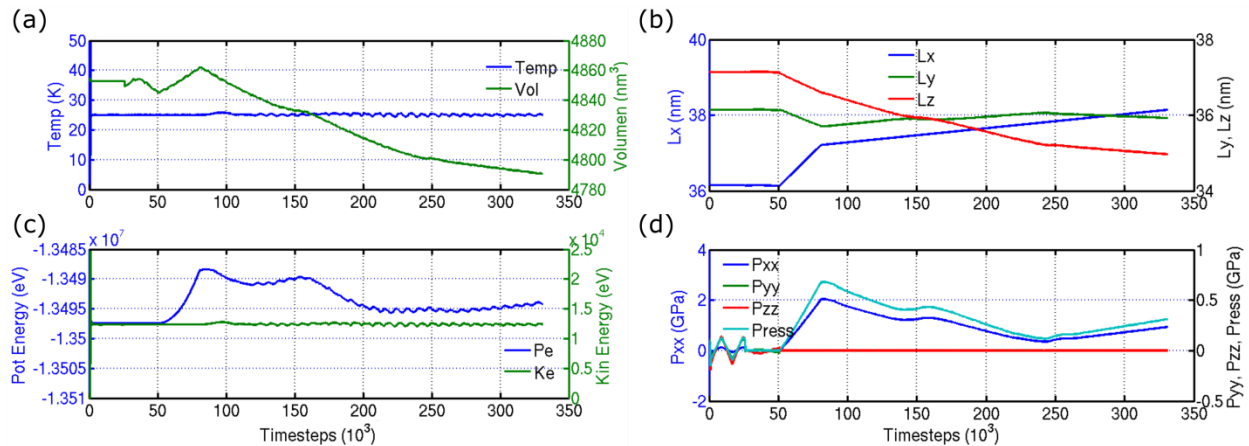 (a)
50
40
30
20
10
0
Temp (K)
4880
4860
4840
4820
4800
4780
Volumen (nm³)
Temp
Vol
0 50 100 150 200 250 300 350
(b)
40
39
38
37
36
Lx (nm)
38
37
36
35
34
Ly, Lz (nm)
Lx
Ly
Lz
0 50 100 150 200 250 300 350
(c)
x 10⁷
-1.3485
-1.349
-1.3495
-1.35
-1.3505
-1.351
Pot Energy (eV)
x 10⁴
2.5
2
1.5
1
0.5
0
Kin Energy (eV)
Pe
Ke
0 50 100 150 200 250 300 350
Timesteps (10³)
(d)
4
2
0
-2
Pxx (GPa)
1
0.5
0
-0.5
Pyy, Pzz, Press (GPa)
Pxx
Pyy
Pzz
Press
0 50 100 150 200 250 300 350
Timesteps (10³)